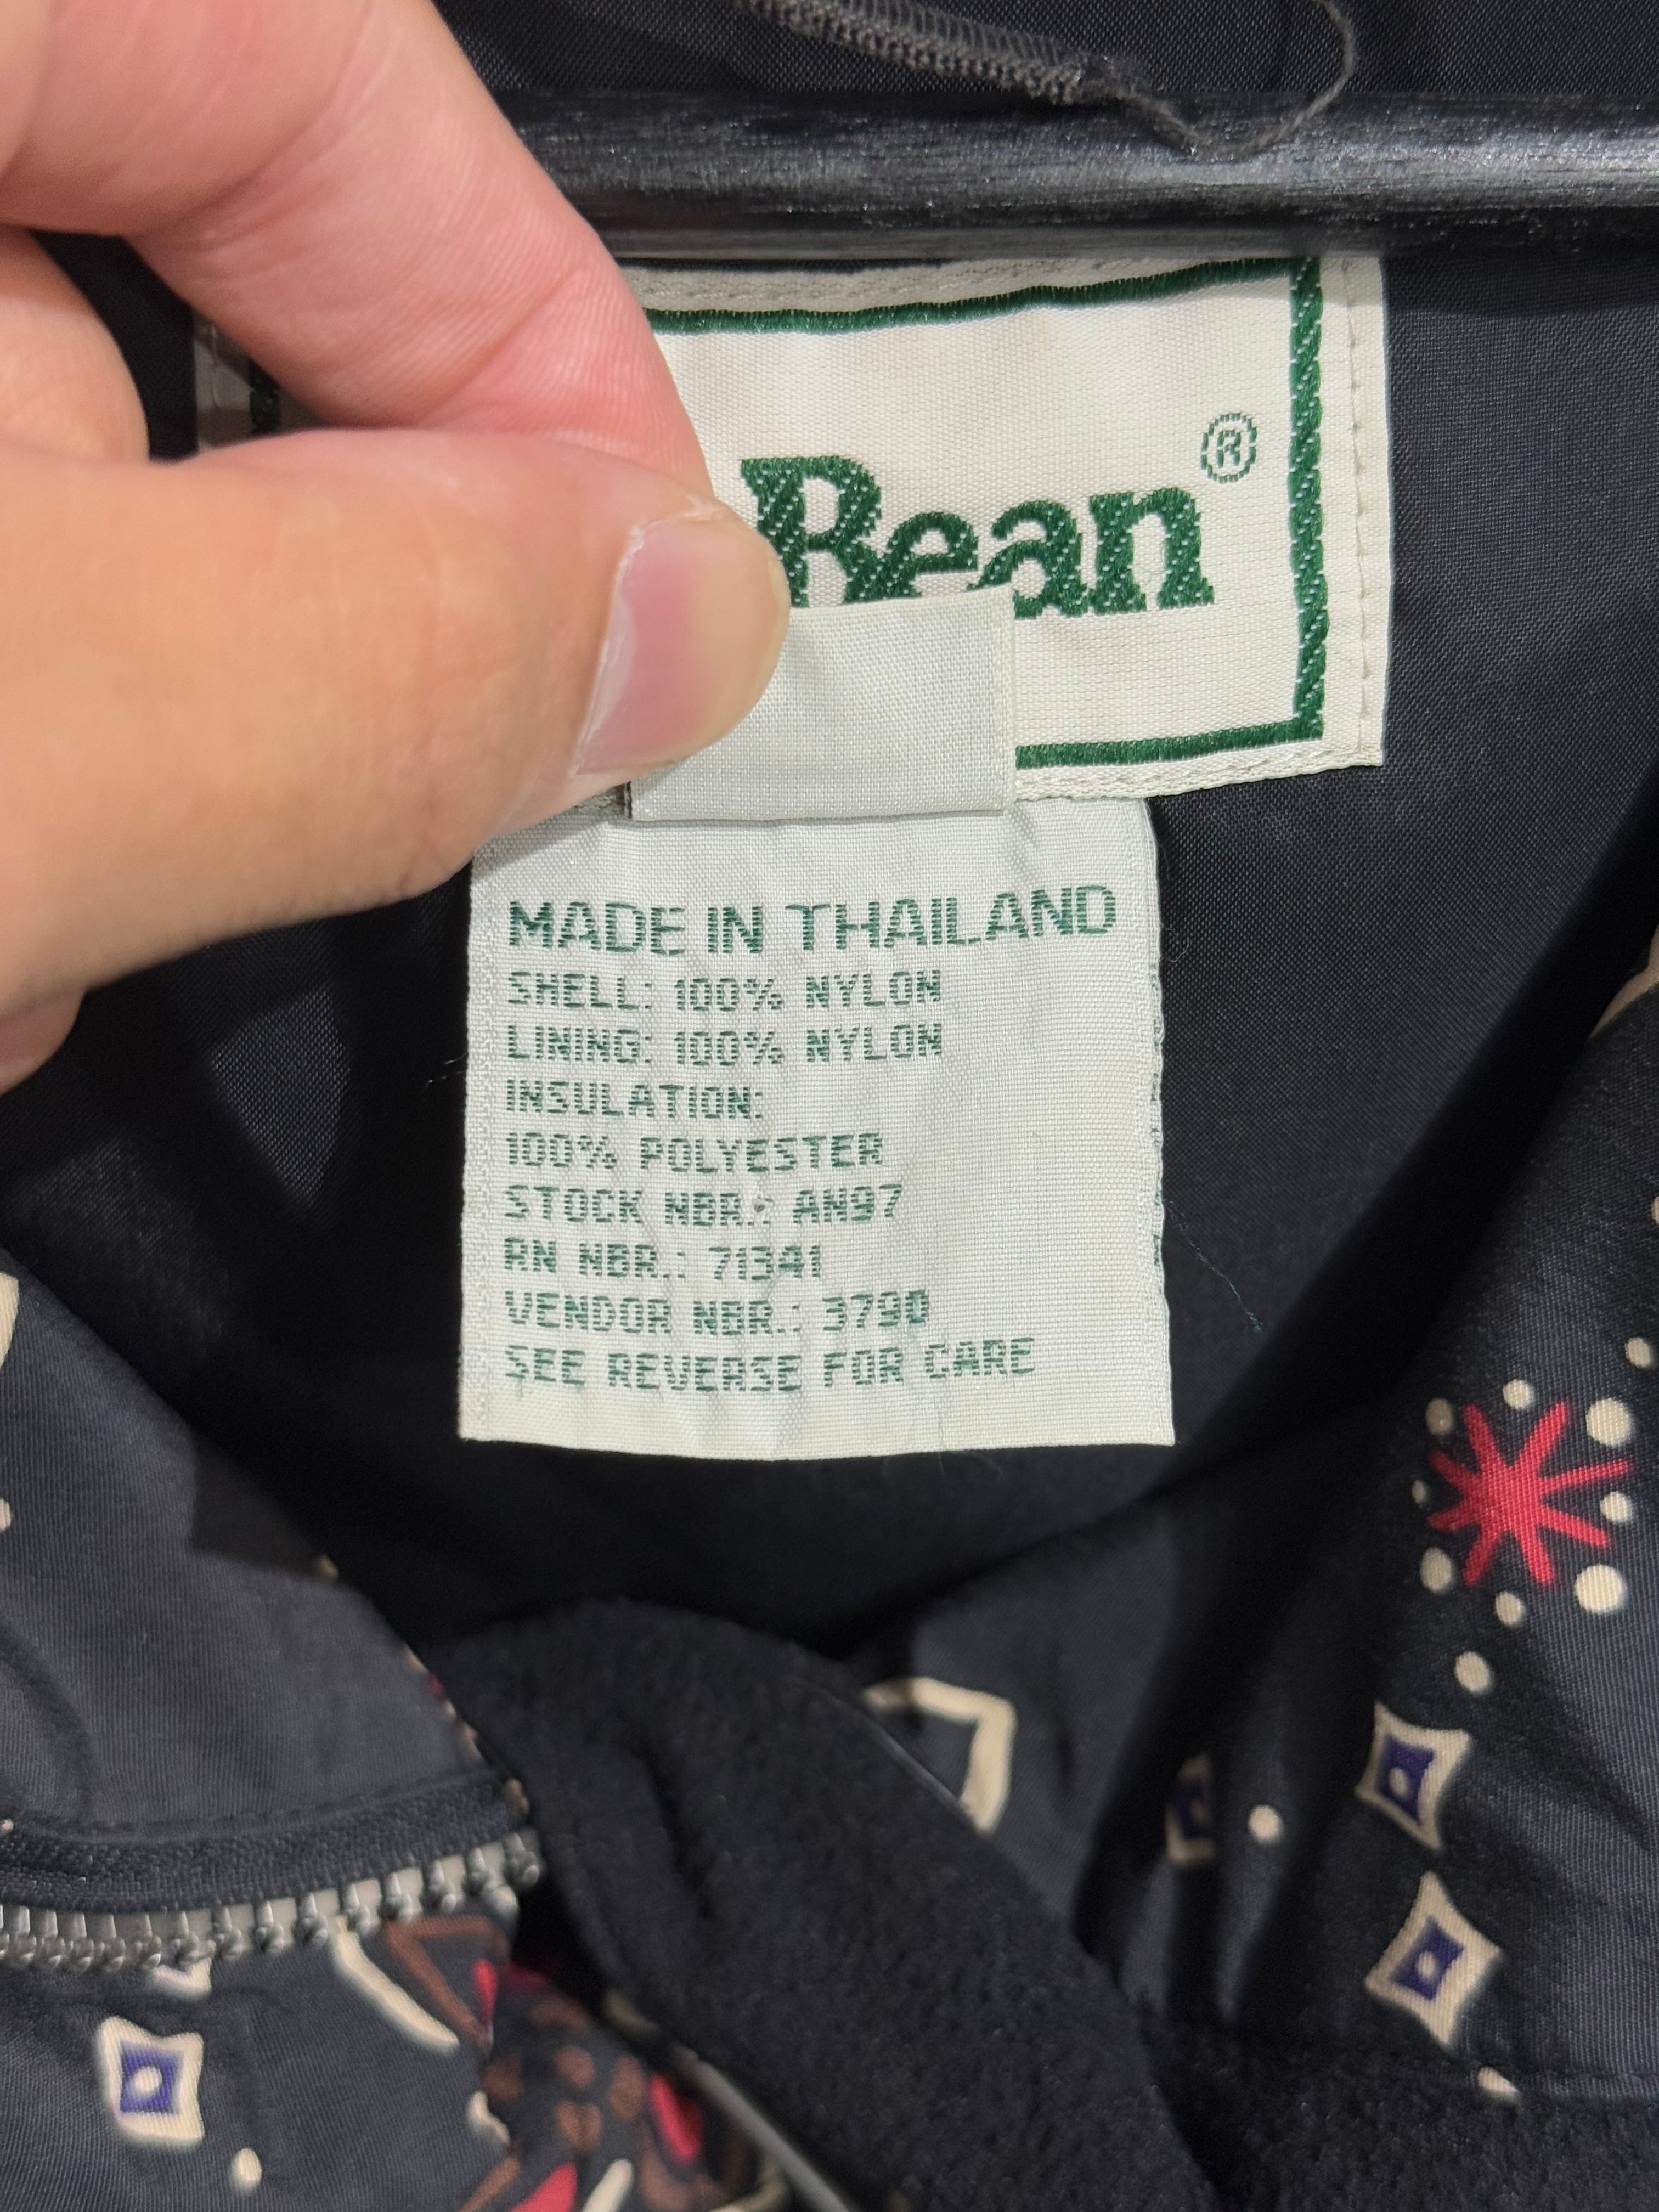 Bean®
MADE IN THAILAND
SHELL: 100% NYLON
LINING: 100% NYLON
INSULATION:
100% POLYESTER
STOCK NBR.: AN97
RN NBR.: 71341
VENDOR NBR.: 3790
SEE REVERSE FOR CARE